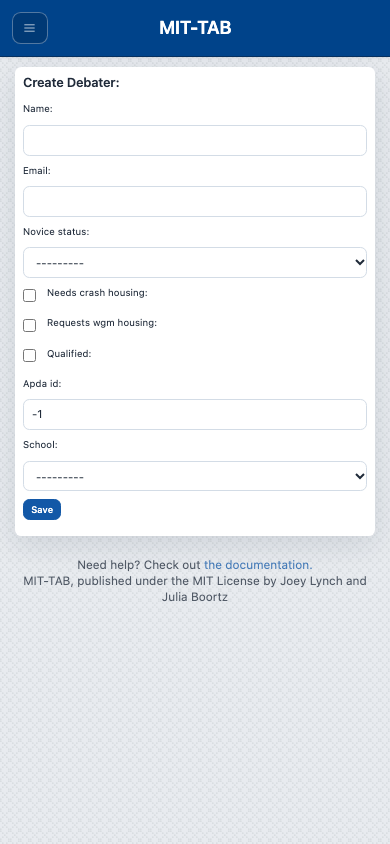 MIT-TAB
Create Debater:
Name:
Email:
Novice status:
---------
Needs crash housing:
Requests wgm housing:
Qualified:
Apda id:
-1
School:
---------
Save
Need help? Check out the documentation.
MIT-TAB, published under the MIT License by Joey Lynch and
Julia Boortz